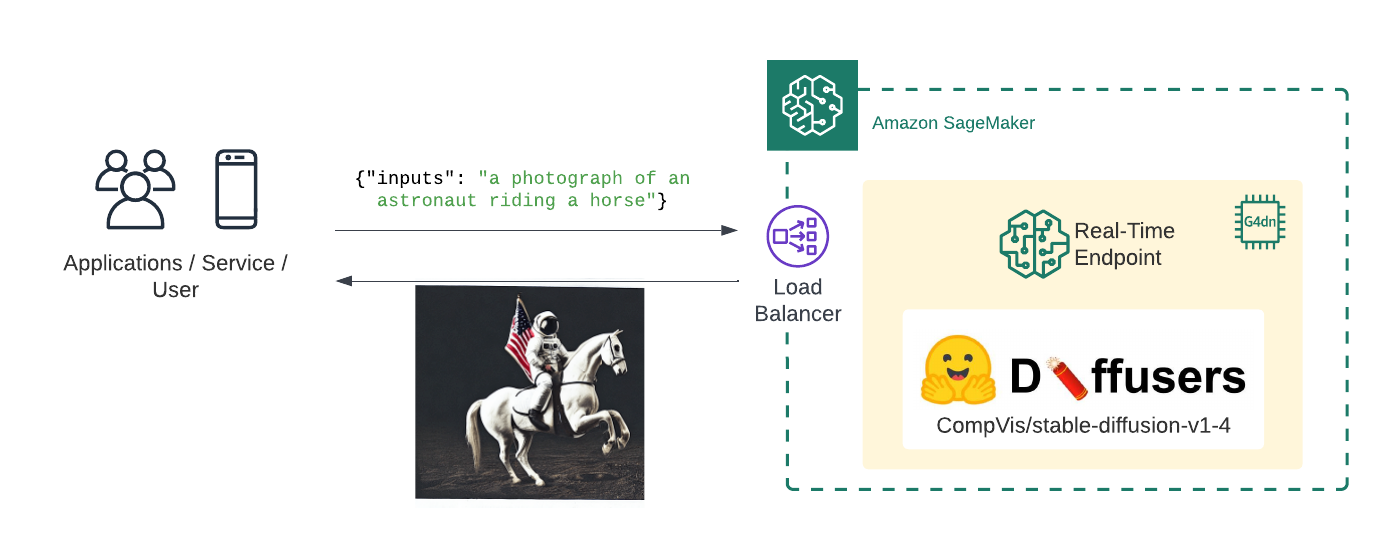 Amazon SageMaker
{"inputs": "a photograph of an
astronaut riding a horse"}
Applications / Service /
User
Load
Balancer
Real-Time
Endpoint
G4dn
D🧨ffusers
CompVis/stable-diffusion-v1-4